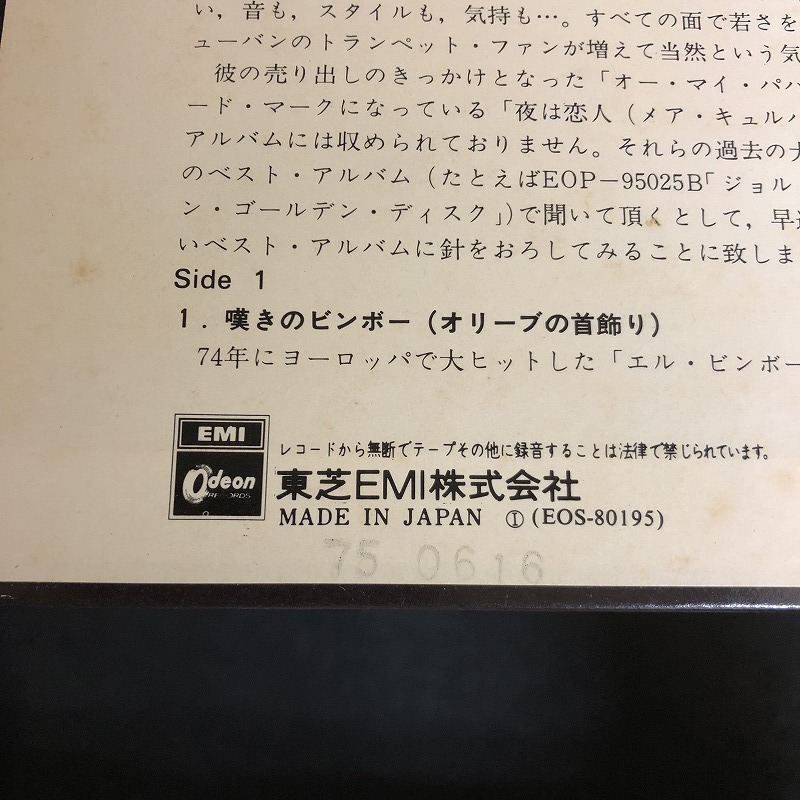 い，音も，スタイルも，気持も…。すべての面で若さを
ューバンのトランペット・ファンが増えて当然という気
彼の売り出しのきっかけとなった「オー・マイ・パパ
ード・マークになっている「夜は恋人（メア・キュルパ
アルバムには収められておりません。それらの過去の大
のベスト・アルバム（たとえばEOP－95025B「ジョル
ン・ゴールデン・ディスク」）で聞いて頂くとして，早速
いベスト・アルバムに針をおろしてみることに致しま
Side 1
1．嘆きのビンボー（オリーブの首飾り）
74年にヨーロッパで大ヒットした「エル・ビンボー
EMI
Odeon
RECORDS
レコードから無断でテープその他に録音することは法律で禁じられています。
東芝EMI株式会社
MADE IN JAPAN Ⓘ (EOS-80195)
75 0616